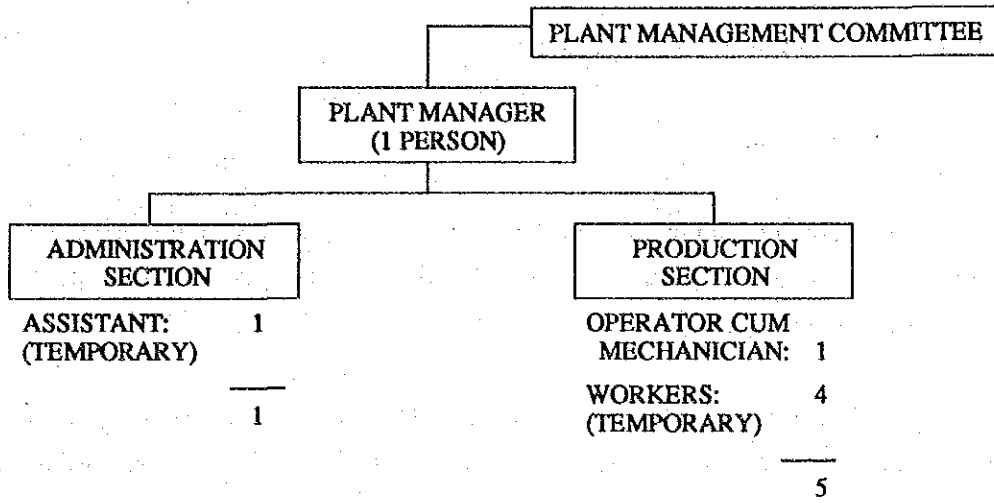 PLANT MANAGEMENT COMMITTEE
PLANT MANAGER
(1 PERSON)
ADMINISTRATION
SECTION
ASSISTANT: 1
(TEMPORARY)
1
PRODUCTION
SECTION
OPERATOR CUM
MECHANICIAN: 1
WORKERS: 4
(TEMPORARY)
5